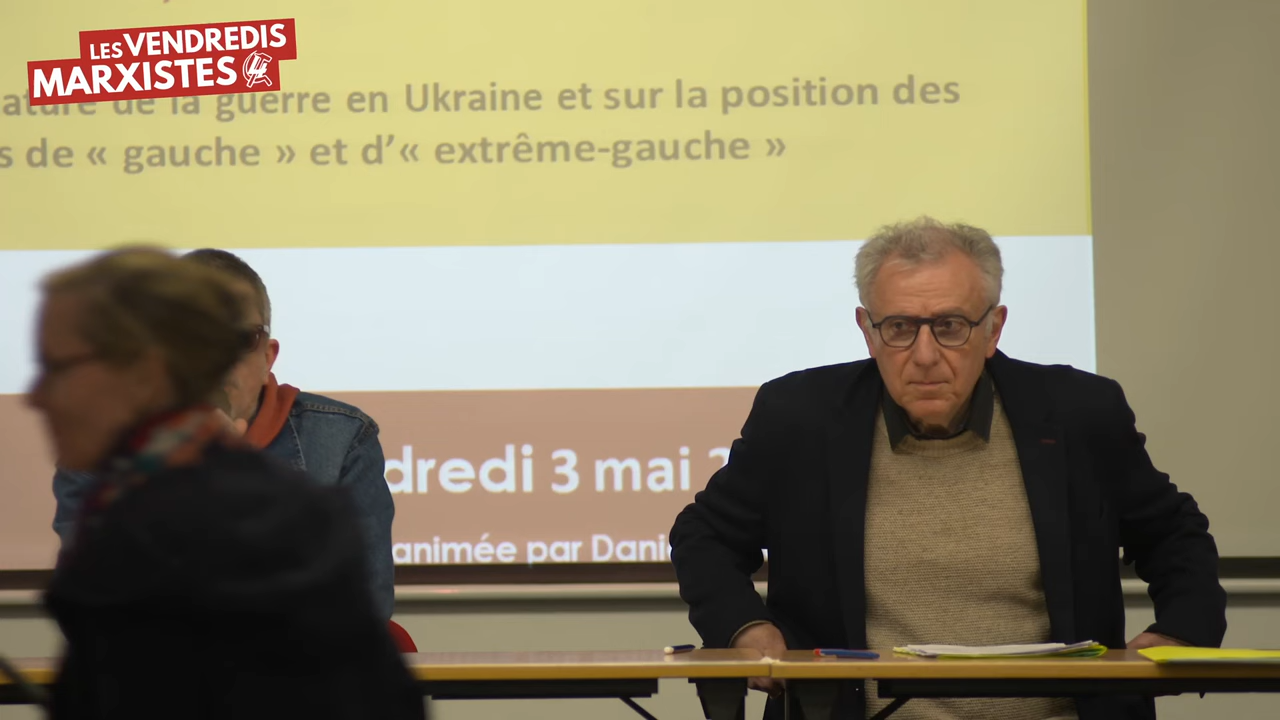 LES VENDREDIS
MARXISTES
ature de la guerre en Ukraine et sur la position des
s de « gauche » et d’« extrême-gauche »
dredi 3 mai
animée par Dani